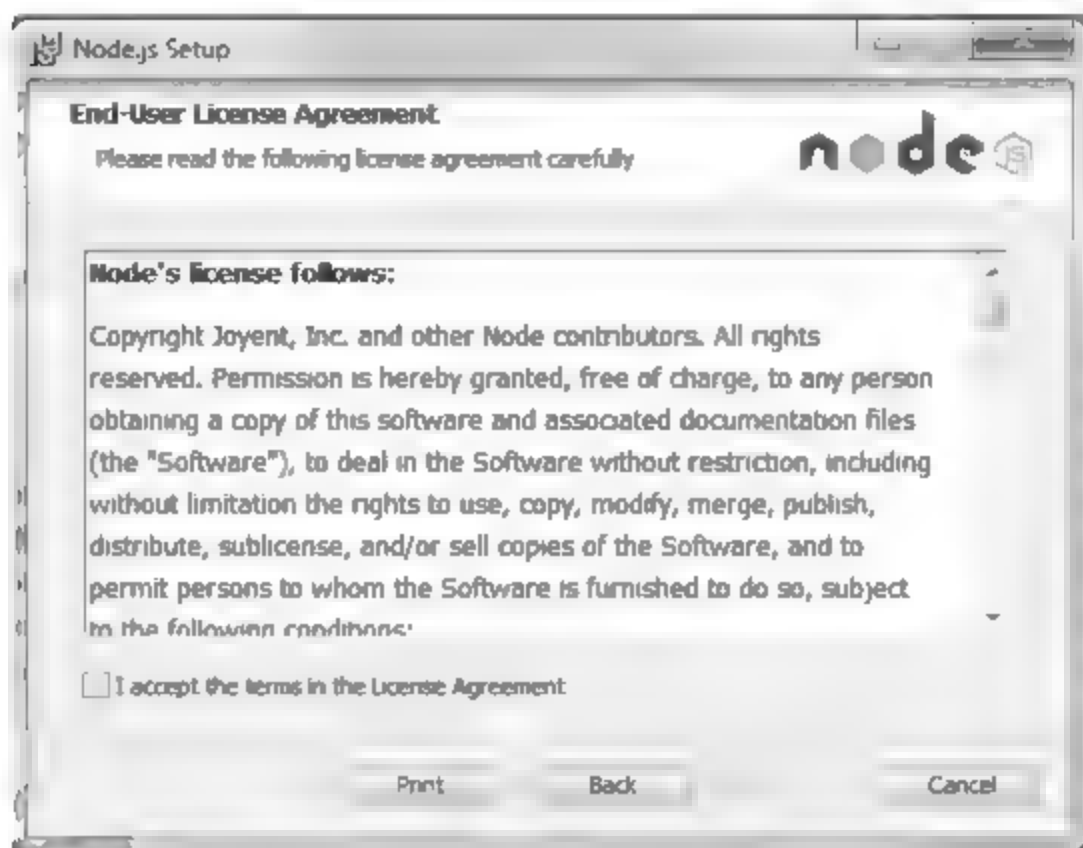 Node.js Setup
End-User License Agreement
Please read the following license agreement carefully
node JS
Node's license follows:
Copyright Joyent, Inc. and other Node contributors. All rights
reserved. Permission is hereby granted, free of charge, to any person
obtaining a copy of this software and associated documentation files
(the "Software"), to deal in the Software without restriction, including
without limitation the rights to use, copy, modify, merge, publish,
distribute, sublicense, and/or sell copies of the Software, and to
permit persons to whom the Software is furnished to do so, subject
to the following conditions:
I accept the terms in the License Agreement
Print Back Cancel